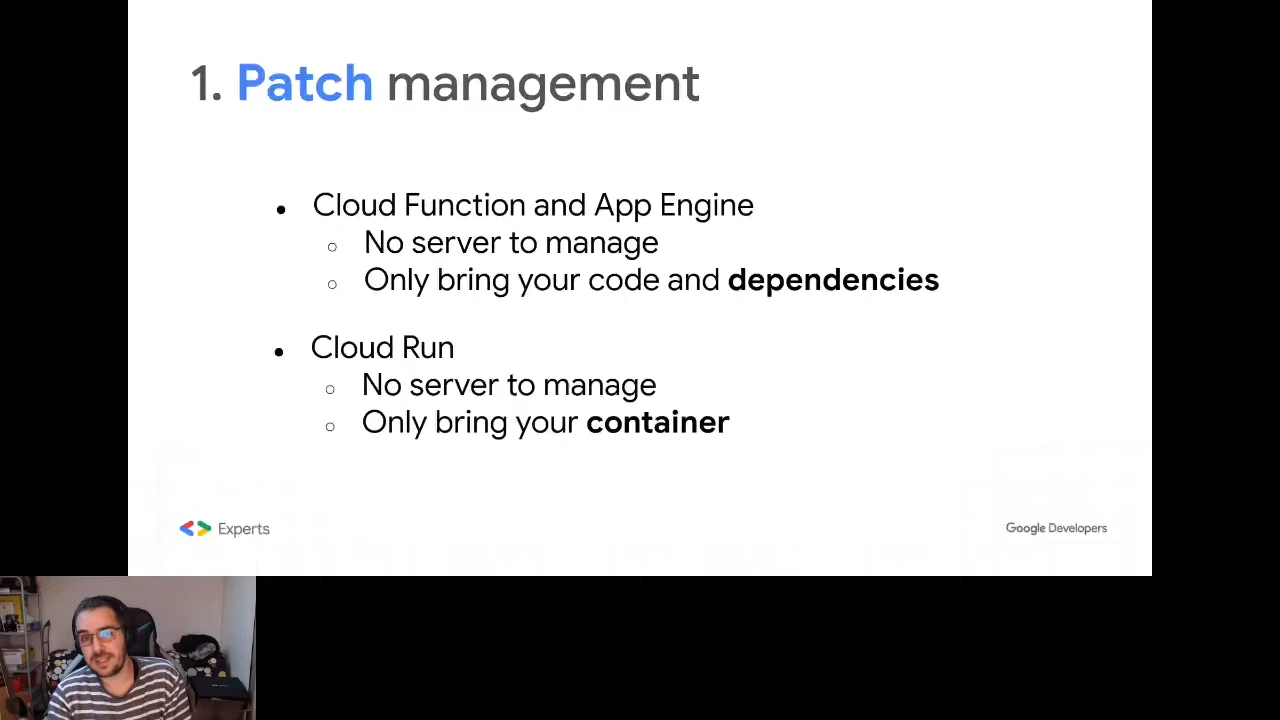 1. Patch management
● Cloud Function and App Engine
○ No server to manage
○ Only bring your code and dependencies
● Cloud Run
○ No server to manage
○ Only bring your container
<> Experts
Google Developers